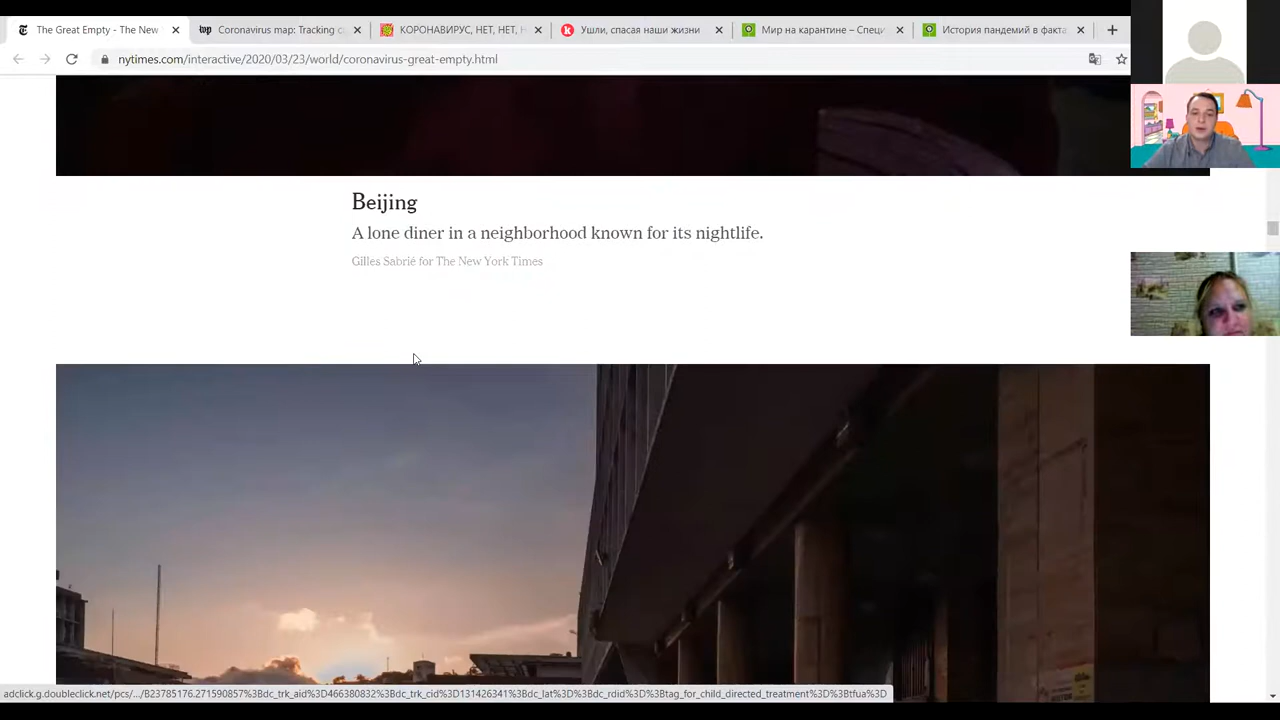 The Great Empty - The New
Coronavirus map: Tracking c
КОРОНАВИРУС, НЕТ, НЕТ, Н
Ушли, спасая наши жизни
Мир на карантине – Специ
История пандемий в факта
nytimes.com/interactive/2020/03/23/world/coronavirus-great-empty.html
Beijing
A lone diner in a neighborhood known for its nightlife.
Gilles Sabrié for The New York Times
adclick.g.doubleclick.net/pcs/.../B23785176.271590857%3Bdc_trk_aid%3D466380832%3Bdc_trk_cid%3D131426341%3Bdc_lat%3D%3Bdc_rdid%3D%3Btag_for_child_directed_treatment%3D%3Btfua%3D